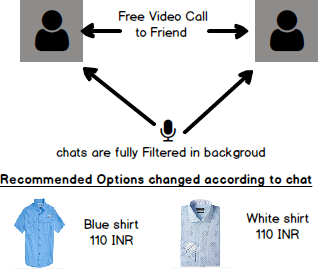 Free Video Call
to Friend
chats are fully Filtered in backgroud
Recommended Options changed according to chat
Blue shirt
110 INR
White shirt
110 INR